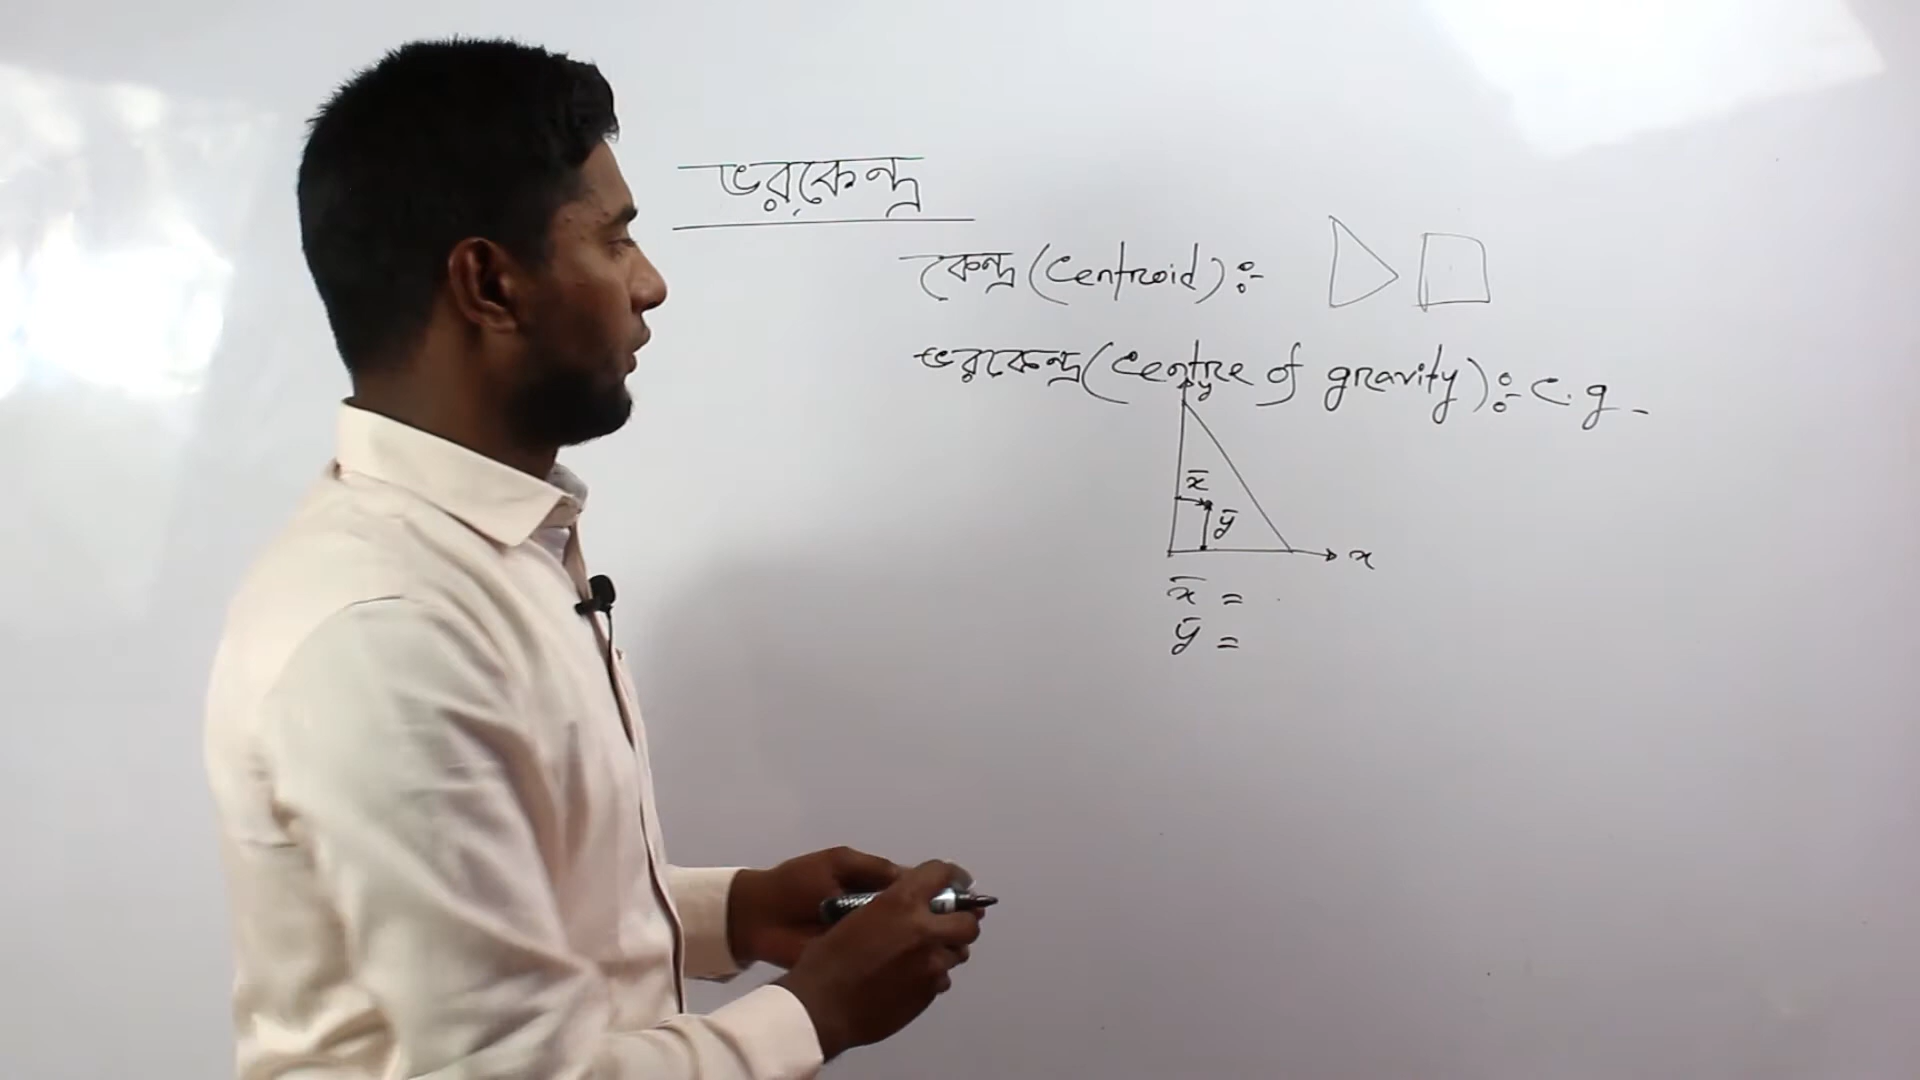 ভরকেন্দ্র
কেন্দ্র (Centroid) :-
ভরকেন্দ্র (Centre of gravity) :- C.g.
y
x̄
ȳ
x
x̄ =
ȳ =